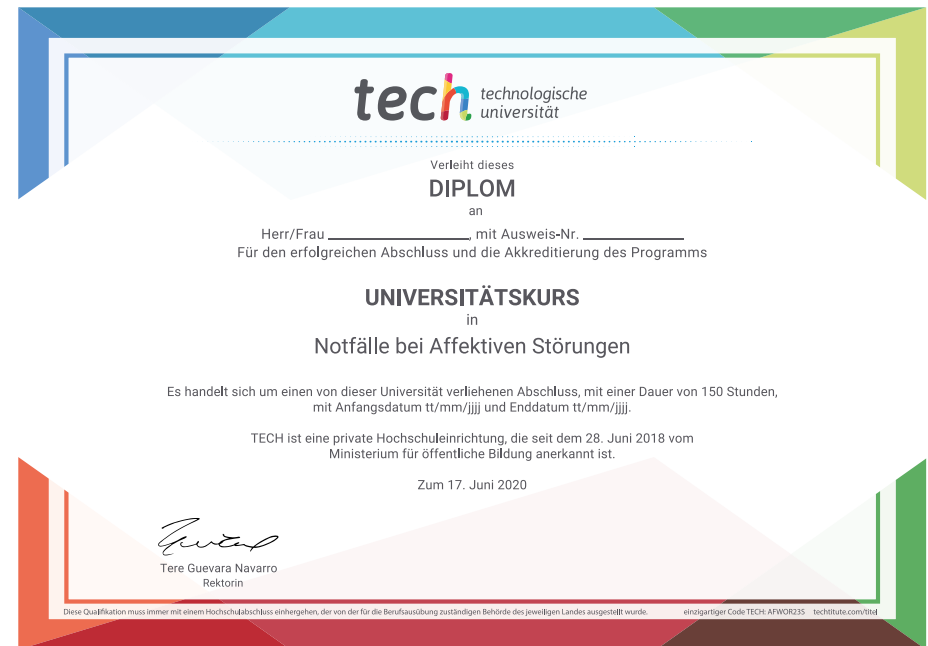 tech technologische
universität
Verleiht dieses
DIPLOM
an
Herr/Frau ____________________, mit Ausweis-Nr. ______________
Für den erfolgreichen Abschluss und die Akkreditierung des Programms
UNIVERSITÄTSKURS
in
Notfälle bei Affektiven Störungen
Es handelt sich um einen von dieser Universität verliehenen Abschluss, mit einer Dauer von 150 Stunden,
mit Anfangsdatum tt/mm/jjjj und Enddatum tt/mm/jjjj.
TECH ist eine private Hochschuleinrichtung, die seit dem 28. Juni 2018 vom
Ministerium für öffentliche Bildung anerkannt ist.
Zum 17. Juni 2020
Tere Guevara Navarro
Rektorin
Diese Qualifikation muss immer mit einem Hochschulabschluss einhergehen, der von der für die Berufsausübung zuständigen Behörde des jeweiligen Landes ausgestellt wurde. einzigartiger Code TECH: AFWOR23S techtitute.com/titel